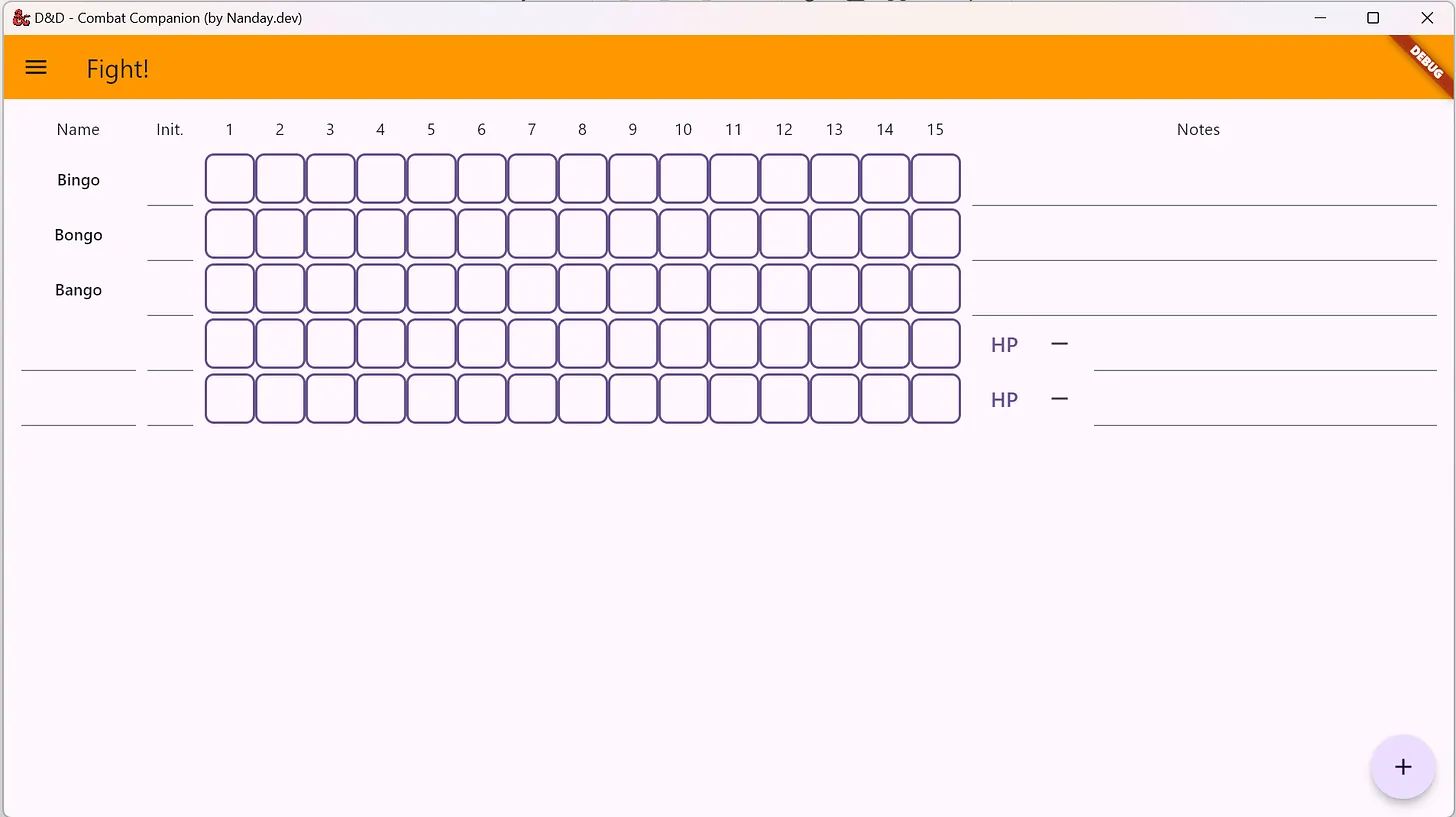 D&D - Combat Companion (by Nanday.dev)
Fight!
DEBUG
Name Init. 1 2 3 4 5 6 7 8 9 10 11 12 13 14 15 Notes
Bingo
Bongo
Bango
HP
HP